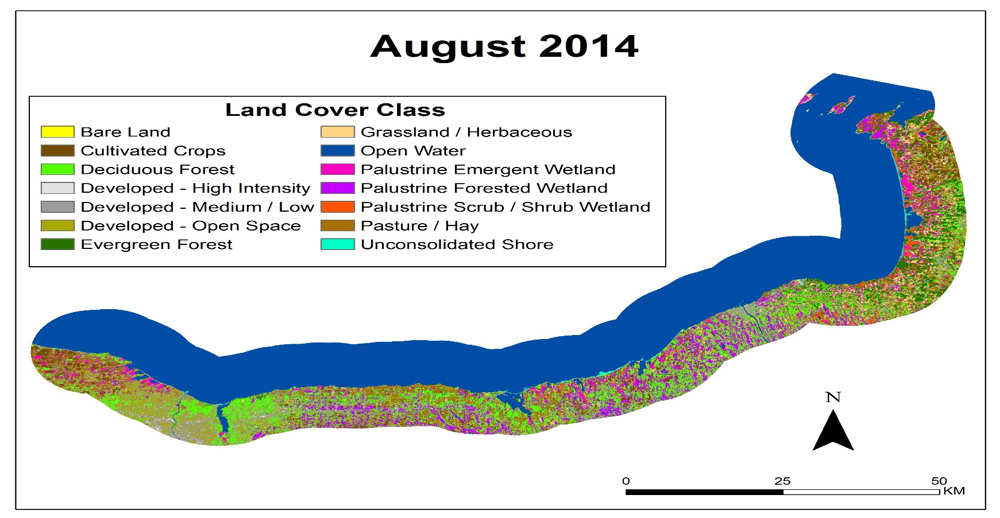 August 2014
Land Cover Class
Bare Land
Cultivated Crops
Deciduous Forest
Developed - High Intensity
Developed - Medium / Low
Developed - Open Space
Evergreen Forest
Grassland / Herbaceous
Open Water
Palustrine Emergent Wetland
Palustrine Forested Wetland
Palustrine Scrub / Shrub Wetland
Pasture / Hay
Unconsolidated Shore
N
0 25 50
KM